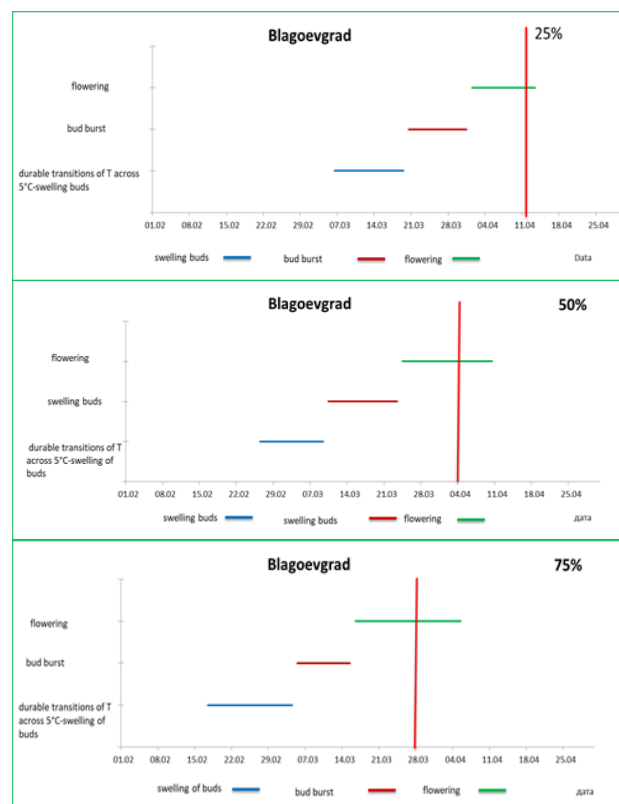 Blagoevgrad
25%
flowering
bud burst
durable transitions of T across
5°C-swelling buds
01.02 08.02 15.02 22.02 29.02 07.03 14.03 21.03 28.03 04.04 11.04 18.04 25.04
swelling buds bud burst flowering Data
Blagoevgrad 50%
flowering
swelling buds
durable transitions of T
across 5°C-swelling of
buds
01.02 08.02 15.02 22.02 29.02 07.03 14.03 21.03 28.03 04.04 11.04 18.04 25.04
swelling buds swelling buds flowering дата
Blagoevgrad 75%
flowering
bud burst
durable transitions of T
across 5°C-swelling of
buds
01.02 08.02 15.02 22.02 29.02 07.03 14.03 21.03 28.03 04.04 11.04 18.04 25.04
swelling of buds bud burst flowering дата